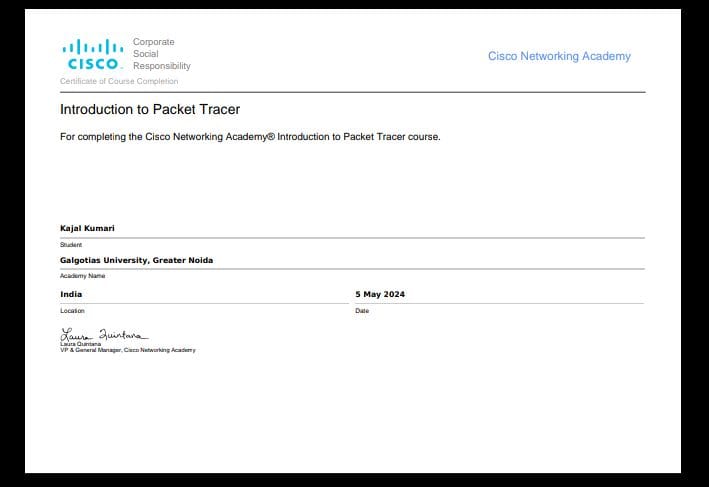 Corporate
Social
CISCO. Responsibility
Cisco Networking Academy
Certificate of Course Completion
Introduction to Packet Tracer
For completing the Cisco Networking Academy® Introduction to Packet Tracer course.
Kajal Kumari
Student
Galgotias University, Greater Noida
Academy Name
India 5 May 2024
Location Date
Laura Quintana
Laura Quintana
VP & General Manager, Cisco Networking Academy